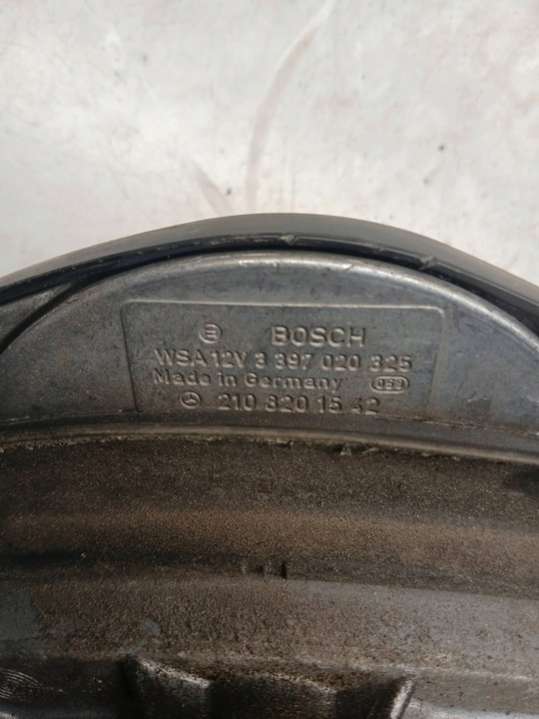 BOSCH
WSA 12V 3 397 020 325
Made in Germany
210 820 15 42